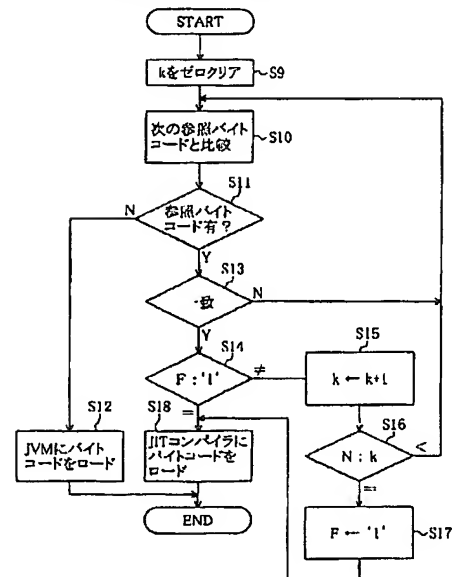 START
kをゼロクリア
S9
次の参照バイト
コードと比較
S10
S11
参照バイト
コード有？
N
Y
S13
一致
N
Y
S14
F : '1'
≠
=
S15
k ← k+1
S16
N : k
<
=
S12
JVMにバイト
コードをロード
S18
JITコンパイラに
バイトコードを
ロード
F ← '1'
S17
END